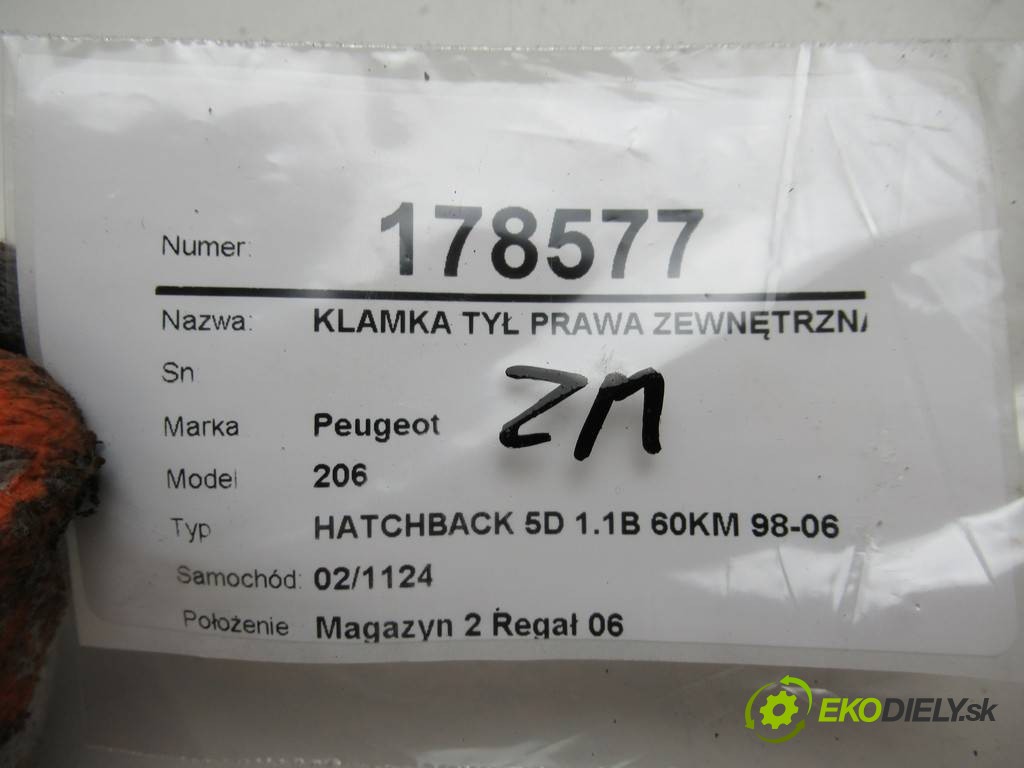 Numer: 178577
Nazwa: KLAMKA TYŁ PRAWA ZEWNĘTRZNA
Sn
ZM
Marka Peugeot
Model 206
Typ HATCHBACK 5D 1.1B 60KM 98-06
Samochód: 02/1124
Położenie Magazyn 2 Regał 06
EKODIELY.sk